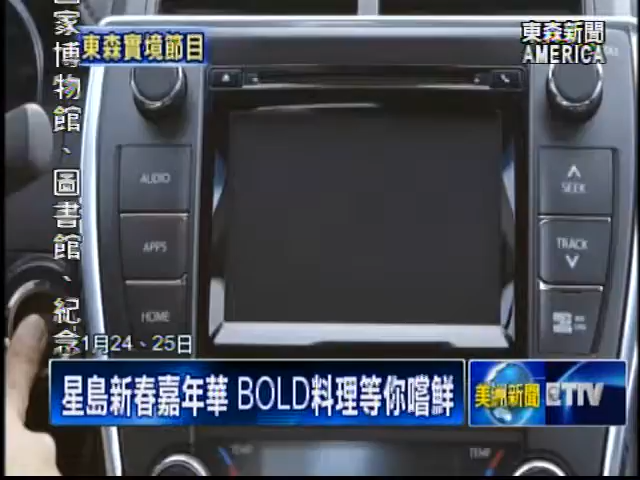 東森新聞
AMERICA
東森實境節目
家博物館、圖書館、紀念
AUDIO
APPS
HOME
SEEK
TRACK
1月24、25日
星島新春嘉年華 BOLD料理等你嚐鮮
美洲新聞
ETTV
TEMP
TEMP